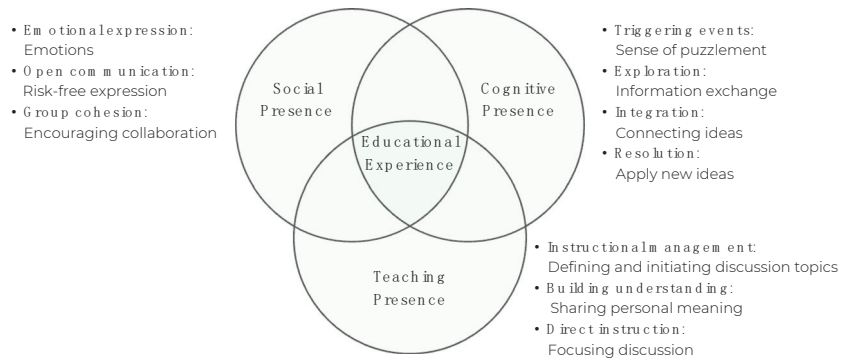 • Emotional expression:
Emotions
• Open communication:
Risk-free expression
• Group cohesion:
Encouraging collaboration
Social
Presence
Cognitive
Presence
Educational
Experience
Teaching
Presence
• Triggering events:
Sense of puzzlement
• Exploration:
Information exchange
• Integration:
Connecting ideas
• Resolution:
Apply new ideas
• Instructional management:
Defining and initiating discussion topics
• Building understanding:
Sharing personal meaning
• Direct instruction:
Focusing discussion